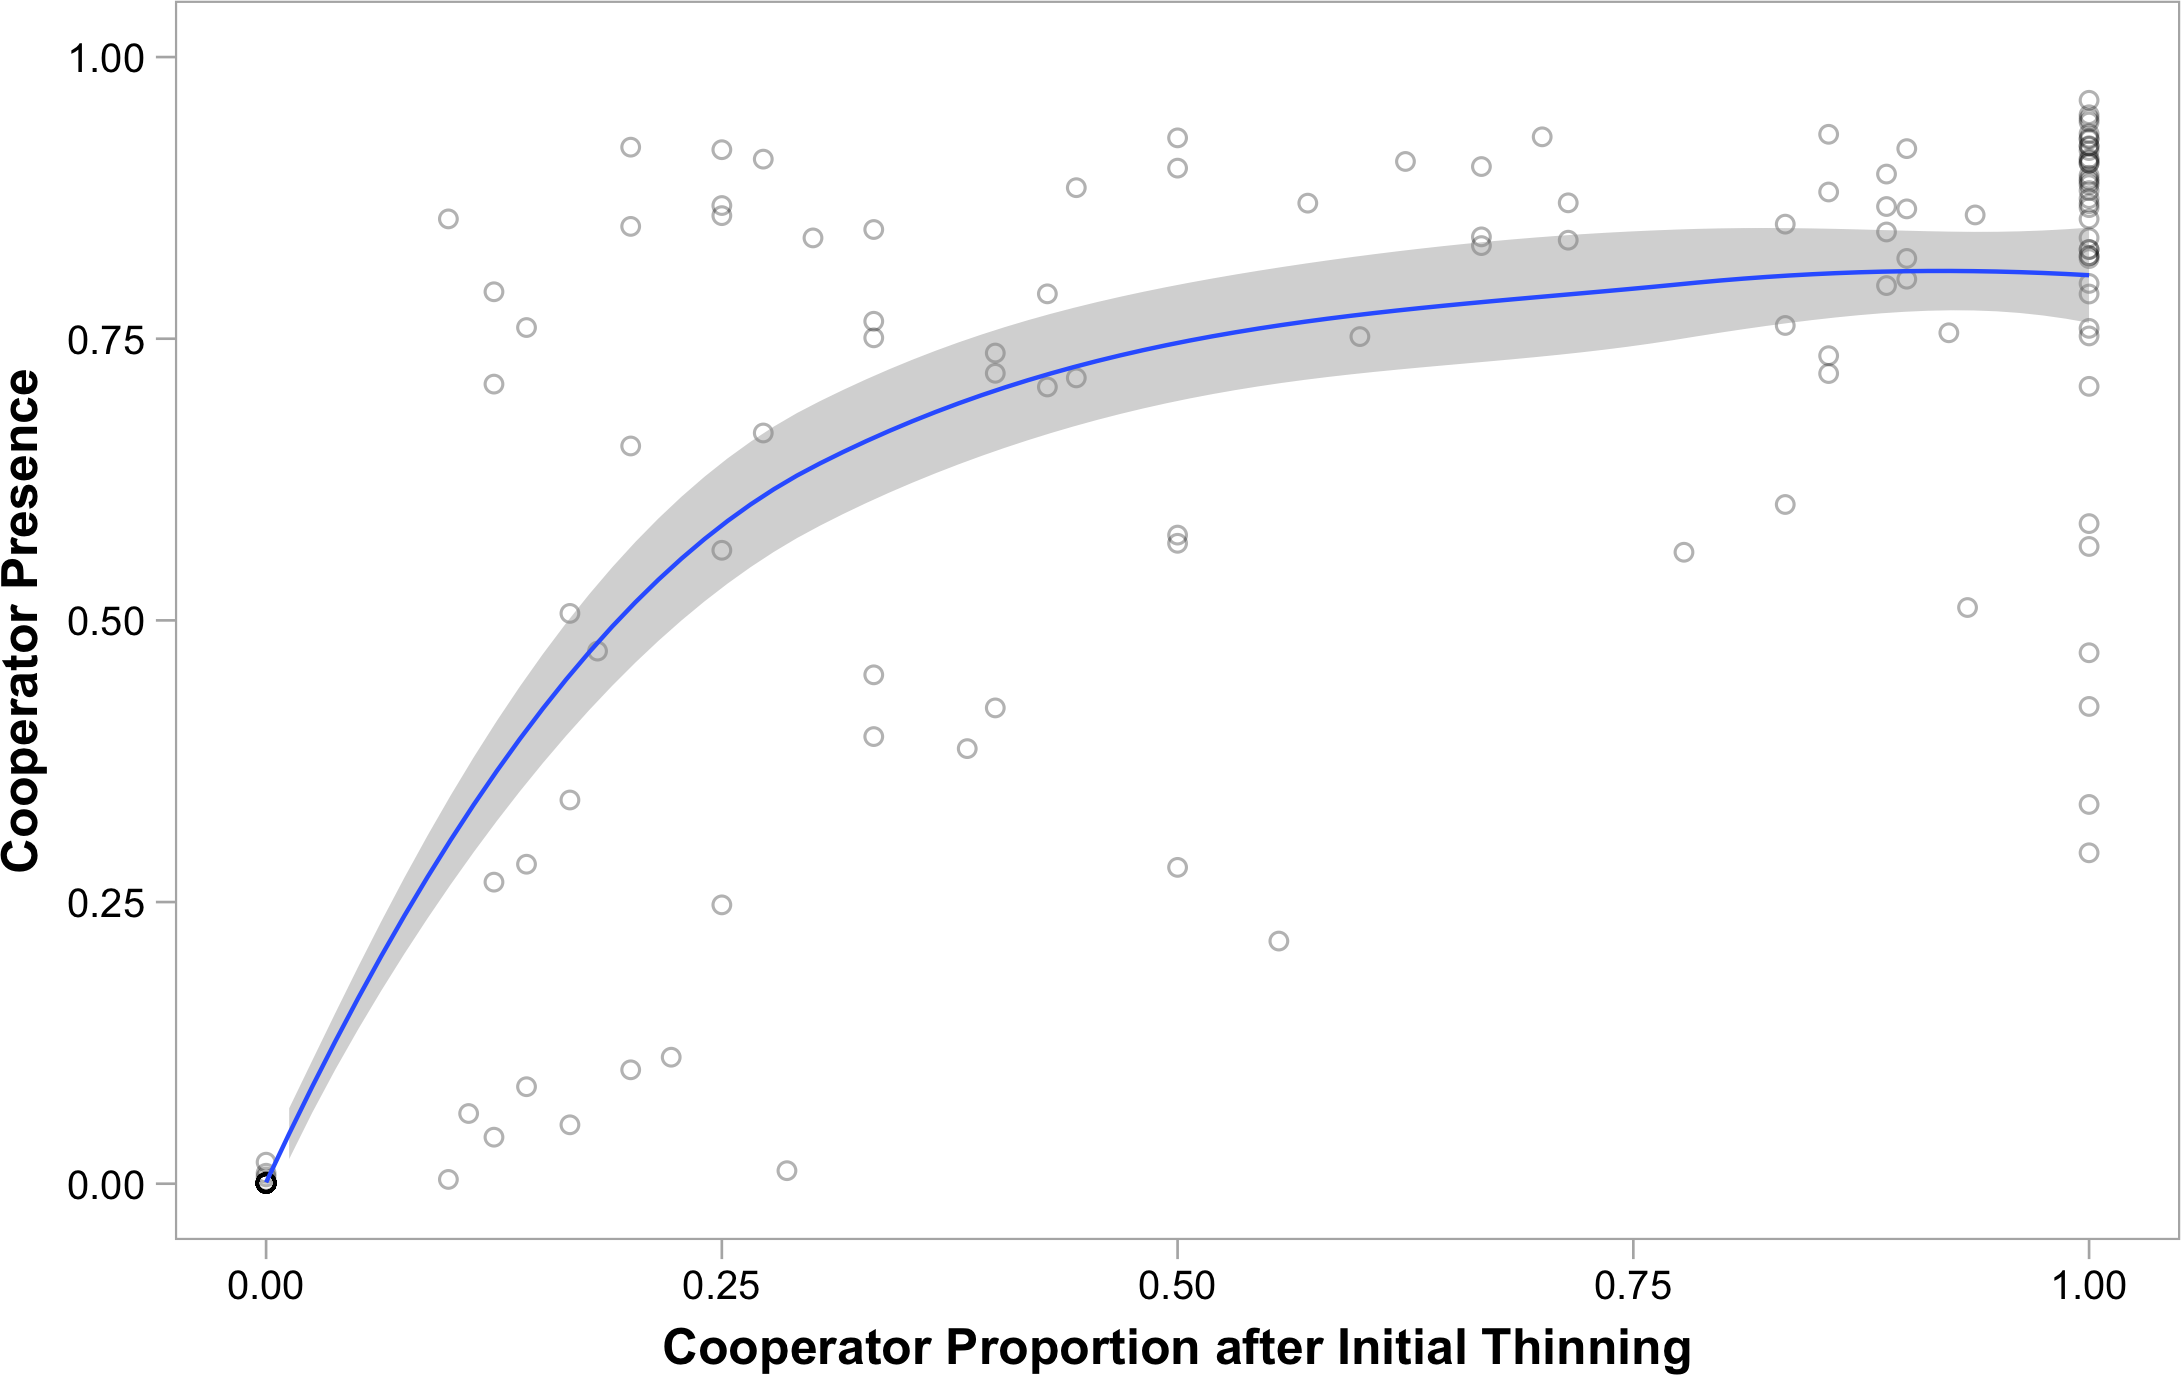 1.00
0.75
0.50
0.25
0.00
Cooperator Presence
0.00 0.25 0.50 0.75 1.00
Cooperator Proportion after Initial Thinning